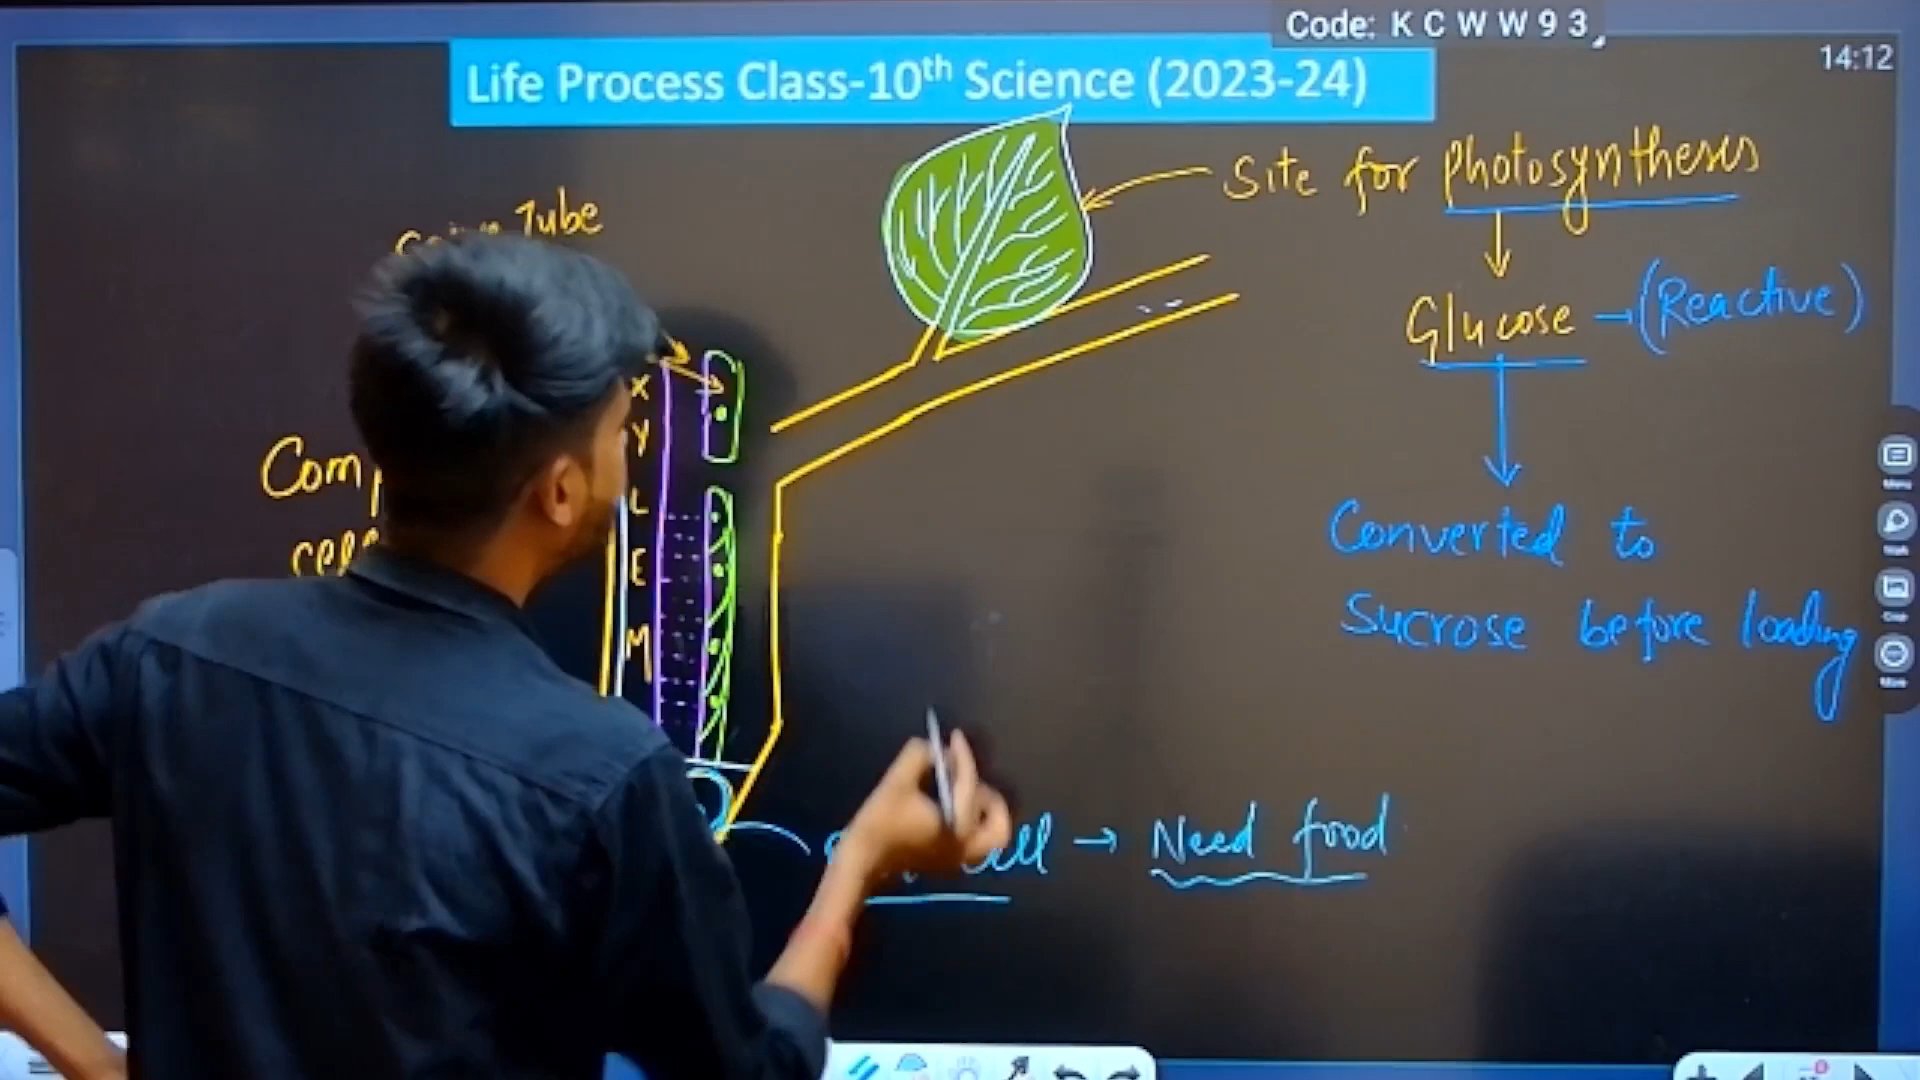 Code: K C W W 9 3
14:12
Life Process Class-10th Science (2023-24)
Site for Photosynthesis
Tube
Glucose → (Reactive)
X
Y
L
E
M
Converted to
Sucrose before loading
→ Need food